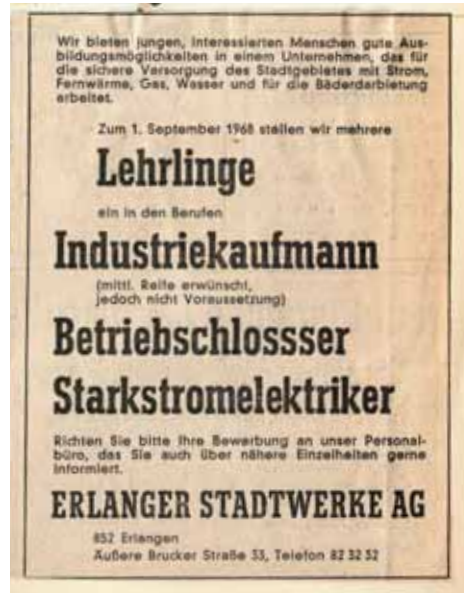 Wir bieten jungen, interessierten Menschen gute Aus-
bildungsmöglichkeiten in einem Unternehmen, das für
die sichere Versorgung des Stadtgebietes mit Strom,
Fernwärme, Gas, Wasser und für die Bäderdarbietung
arbeitet.
Zum 1. September 1968 stellen wir mehrere
Lehrlinge
ein in den Berufen
Industriekaufmann
(mittl. Reife erwünscht,
jedoch nicht Voraussetzung)
Betriebschlossser
Starkstromelektriker
Richten Sie bitte Ihre Bewerbung an unser Personal-
büro, das Sie auch über nähere Einzelheiten gerne
informiert.
ERLANGER STADTWERKE AG
852 Erlangen
Äußere Brucker Straße 33, Telefon 82 32 32